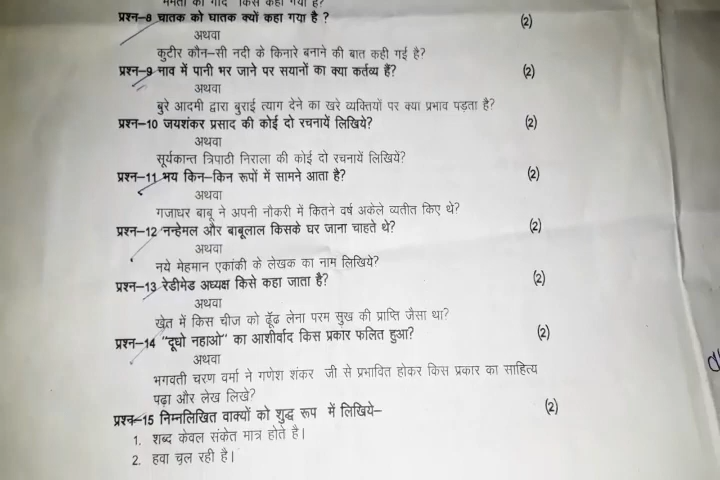 ममता की गोद किसे कहा गया है?
प्रश्न–8 चातक को घातक क्यों कहा गया है ? (2)
अथवा
कुटीर कौन–सी नदी के किनारे बनाने की बात कही गई है?
प्रश्न–9 नाव में पानी भर जाने पर सयानों का क्या कर्तव्य हैं? (2)
अथवा
बुरे आदमी द्वारा बुराई त्याग देने का खरे व्यक्तियों पर क्या प्रभाव पड़ता है?
प्रश्न–10 जयशंकर प्रसाद की कोई दो रचनायें लिखिये? (2)
अथवा
सूर्यकान्त त्रिपाठी निराला की कोई दो रचनायें लिखियें?
प्रश्न–11 भय किन–किन रूपों में सामने आता है? (2)
अथवा
गजाधर बाबू ने अपनी नौकरी में कितने वर्ष अकेले व्यतीत किए थे?
प्रश्न–12 नन्हेमल और बाबूलाल किसके घर जाना चाहते थे? (2)
अथवा
नये मेहमान एकांकी के लेखक का नाम लिखिये?
प्रश्न–13 रेडीमेड अध्यक्ष किसे कहा जाता है? (2)
अथवा
खेत में किस चीज को ढूँढ लेना परम सुख की प्राप्ति जैसा था?
प्रश्न–14 "दूधो नहाओ" का आशीर्वाद किस प्रकार फलित हुआ? (2)
अथवा
भगवती चरण वर्मा ने गणेश शंकर जी से प्रभावित होकर किस प्रकार का साहित्य
पढ़ा और लेख लिखे?
प्रश्न–15 निम्नलिखित वाक्यों को शुद्ध रूप में लिखिये– (2)
1. शब्द केवल संकेत मात्र होते है।
2. हवा चल रही है।